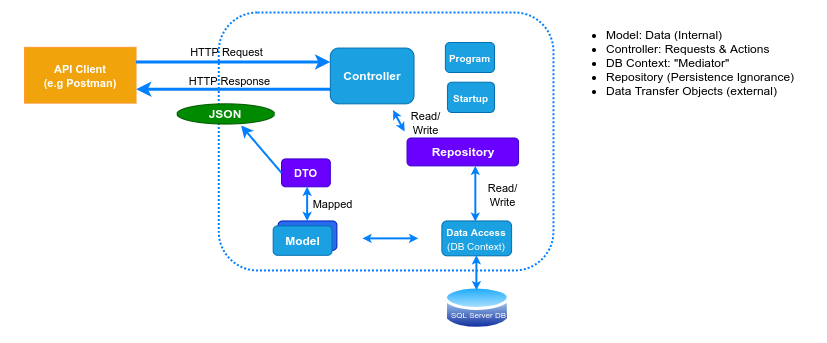 API Client
(e.g Postman)
HTTP Request
HTTP Response
JSON
Controller
Program
Startup
Read/
Write
Repository
DTO
Mapped
Read/
Write
Model
Data Access
(DB Context)
SQL Server DB
• Model: Data (Internal)
• Controller: Requests & Actions
• DB Context: "Mediator"
• Repository (Persistence Ignorance)
• Data Transfer Objects (external)